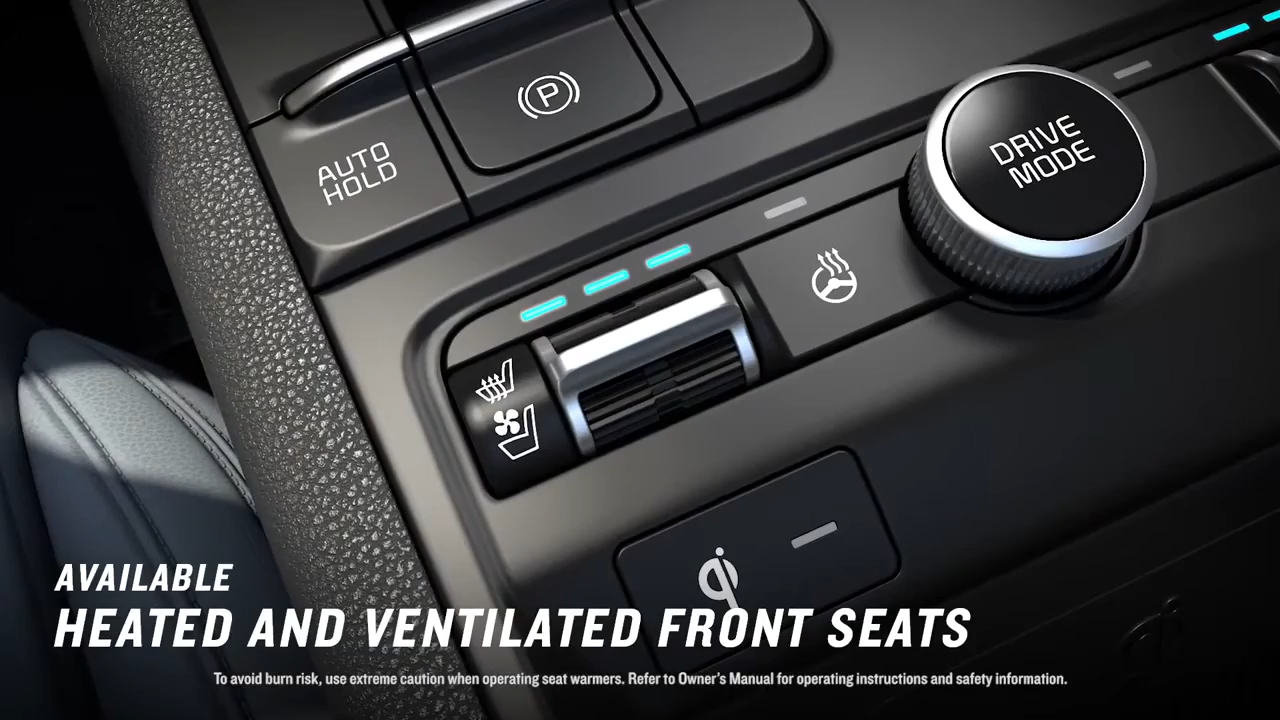 P
AUTO
HOLD
DRIVE
MODE
qi
AVAILABLE
HEATED AND VENTILATED FRONT SEATS
To avoid burn risk, use extreme caution when operating seat warmers. Refer to Owner's Manual for operating instructions and safety information.